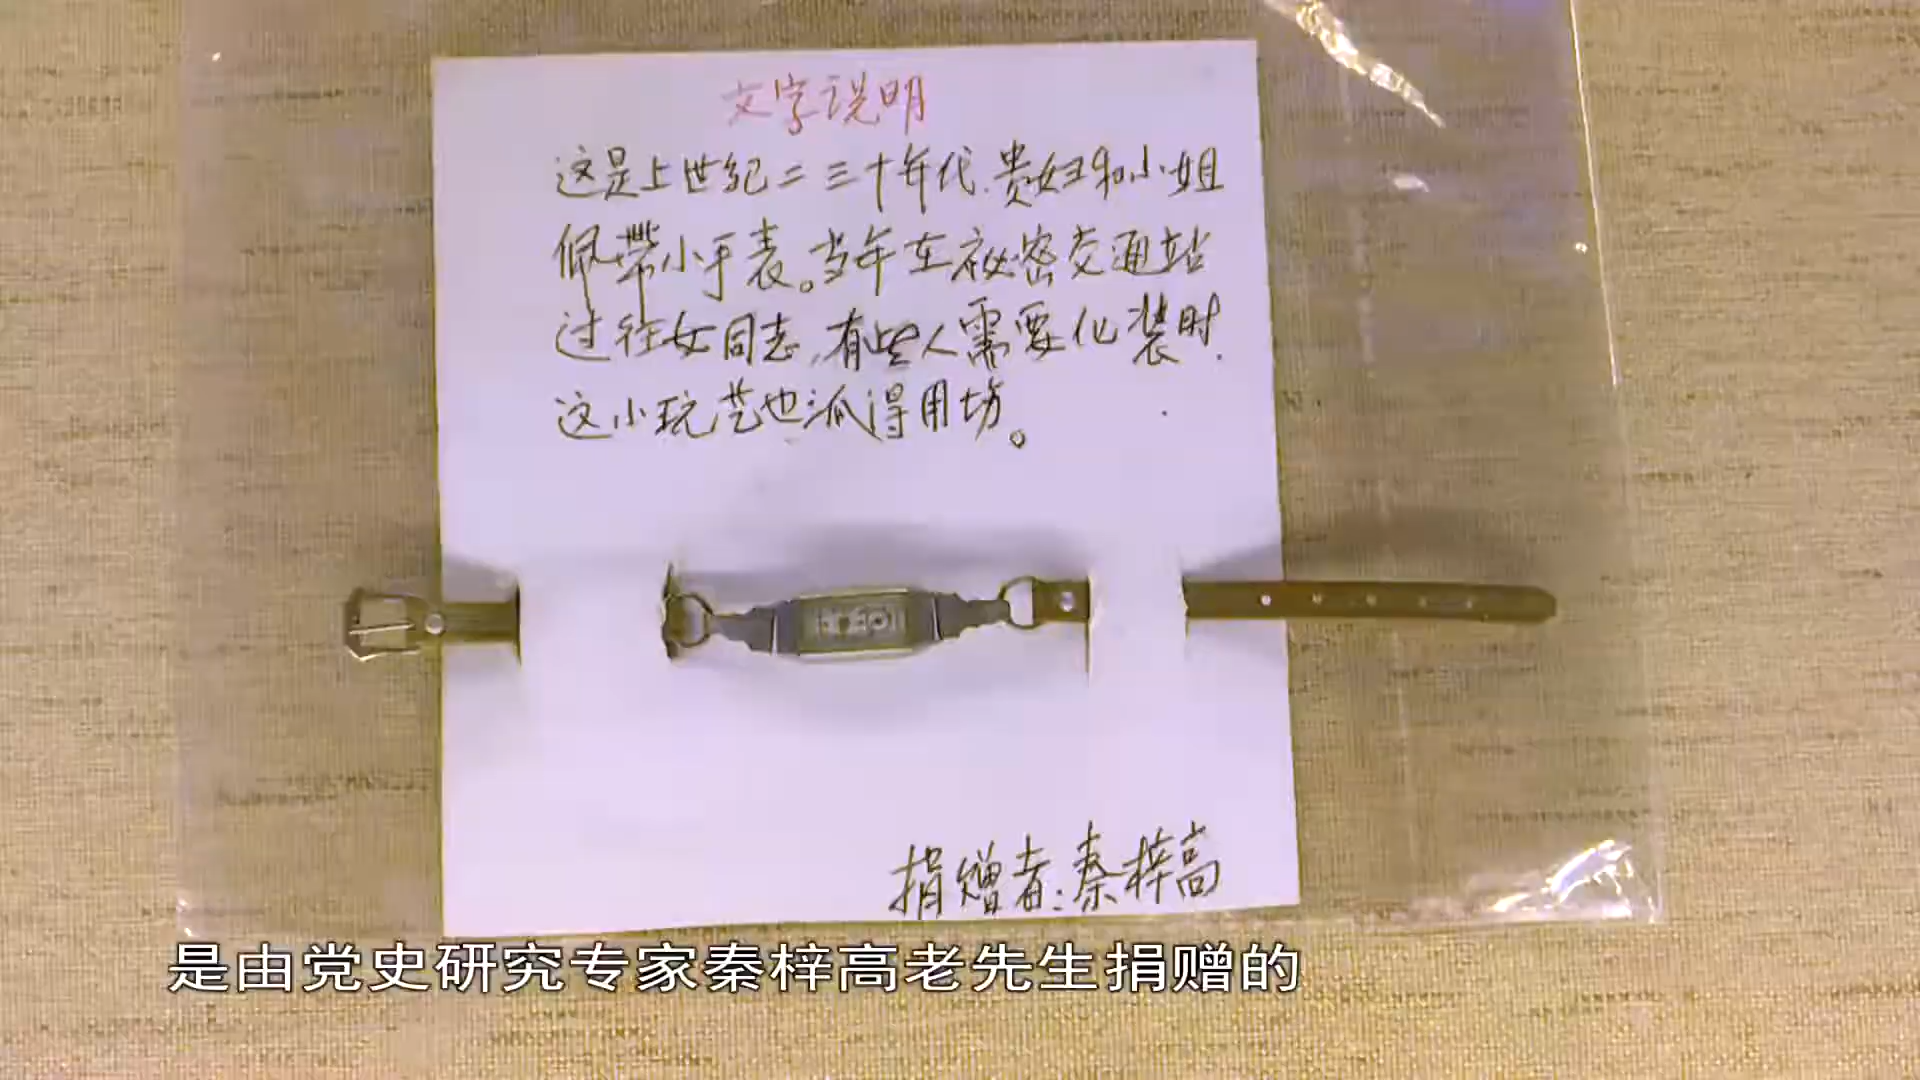 文字说明
这是上世纪二三十年代.贵妇和小姐
佩带小手表。当年在秘密交通站
过往女同志,有些人需要化装时.
这小玩艺也派得用场。
捐赠者:秦梓高
是由党史研究专家秦梓高老先生捐赠的